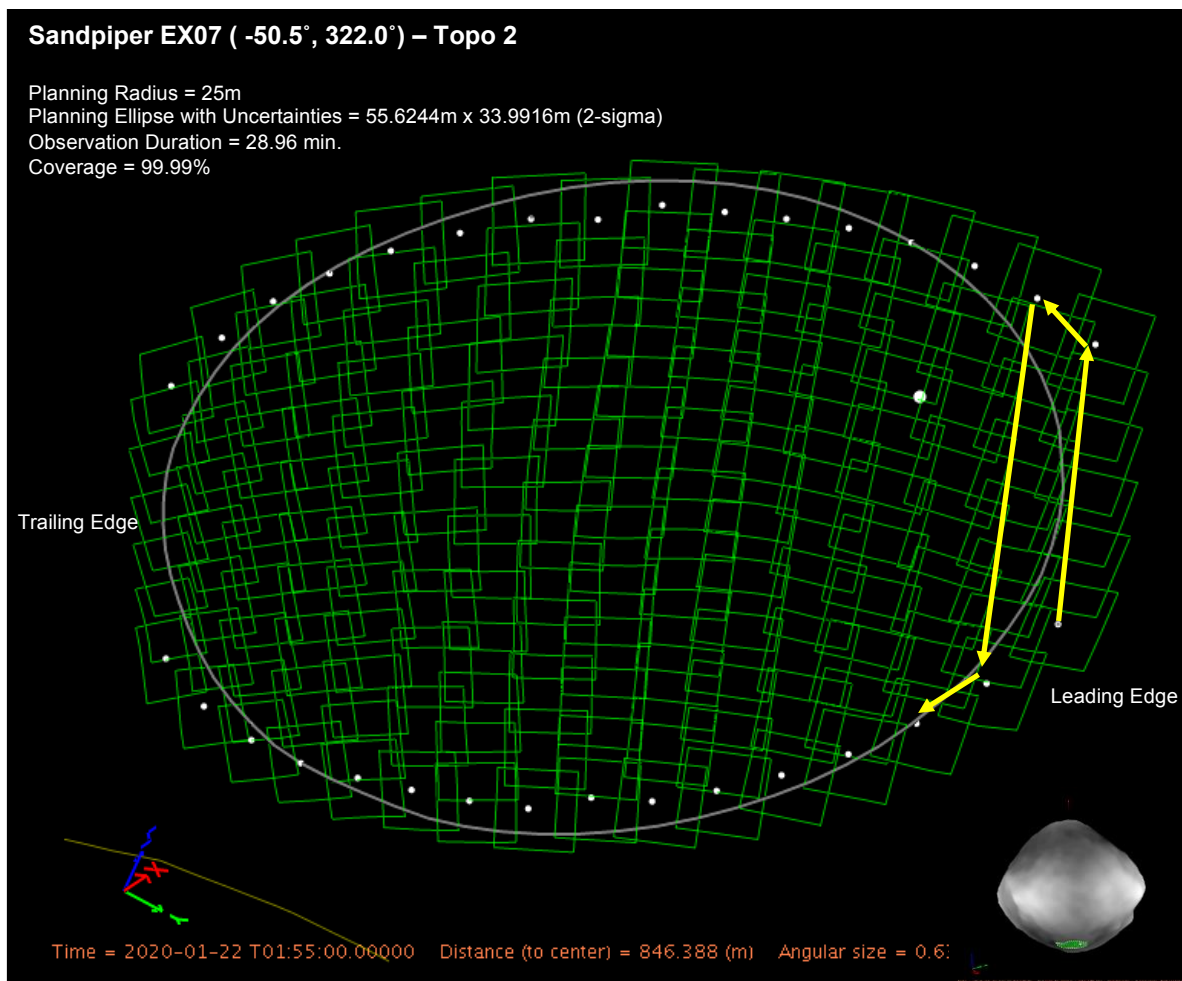 Sandpiper EX07 ( -50.5°, 322.0°) – Topo 2
Planning Radius = 25m
Planning Ellipse with Uncertainties = 55.6244m x 33.9916m (2-sigma)
Observation Duration = 28.96 min.
Coverage = 99.99%
Trailing Edge
Leading Edge
X
Y
Time = 2020-01-22 T01:55:00.00000 Distance (to center) = 846.388 (m) Angular size =